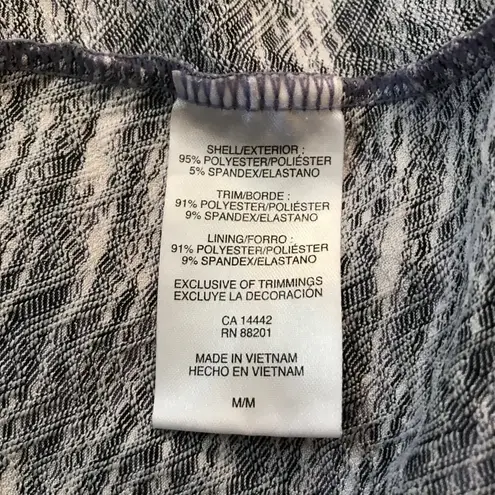 SHELL/EXTERIOR :
95% POLYESTER/POLIÉSTER
5% SPANDEX/ELASTANO
TRIM/BORDE :
91% POLYESTER/POLIÉSTER
9% SPANDEX/ELASTANO
LINING/FORRO :
91% POLYESTER/POLIÉSTER
9% SPANDEX/ELASTANO
EXCLUSIVE OF TRIMMINGS
EXCLUYE LA DECORACIÓN
CA 14442
RN 88201
MADE IN VIETNAM
HECHO EN VIETNAM
M/M